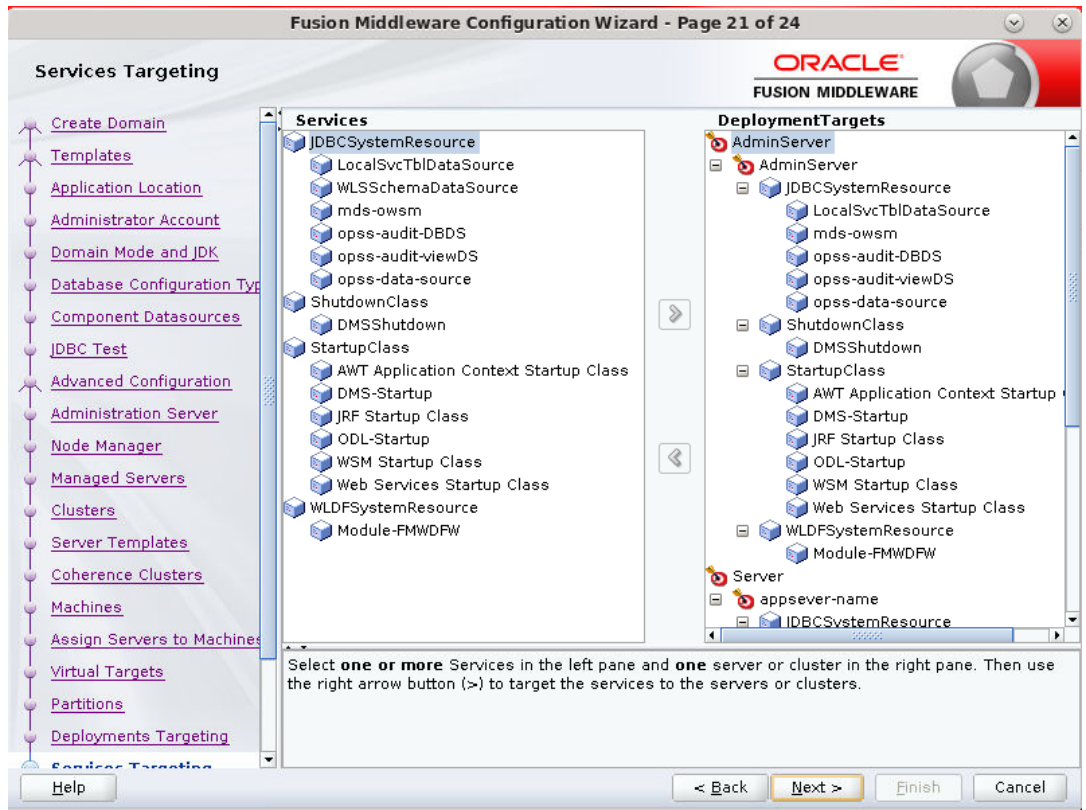 Fusion Middleware Configuration Wizard - Page 21 of 24
Services Targeting
ORACLE
FUSION MIDDLEWARE
Create Domain
Templates
Application Location
Administrator Account
Domain Mode and JDK
Database Configuration Typ
Component Datasources
JDBC Test
Advanced Configuration
Administration Server
Node Manager
Managed Servers
Clusters
Server Templates
Coherence Clusters
Machines
Assign Servers to Machines
Virtual Targets
Partitions
Deployments Targeting
Services Targeting
Services
JDBCSystemResource
LocalSvcTblDataSource
WLSSchemaDataSource
mds-owsm
opss-audit-DBDS
opss-audit-viewDS
opss-data-source
ShutdownClass
DMSShutdown
StartupClass
AWT Application Context Startup Class
DMS-Startup
JRF Startup Class
ODL-Startup
WSM Startup Class
Web Services Startup Class
WLDFSystemResource
Module-FMWDFW
DeploymentTargets
AdminServer
AdminServer
JDBCSystemResource
LocalSvcTblDataSource
mds-owsm
opss-audit-DBDS
opss-audit-viewDS
opss-data-source
ShutdownClass
DMSShutdown
StartupClass
AWT Application Context Startup
DMS-Startup
JRF Startup Class
ODL-Startup
WSM Startup Class
Web Services Startup Class
WLDFSystemResource
Module-FMWDFW
Server
appsever-name
JDBCSystemResource
Select one or more Services in the left pane and one server or cluster in the right pane. Then use
the right arrow button (>) to target the services to the servers or clusters.
Help
< Back
Next >
Finish
Cancel